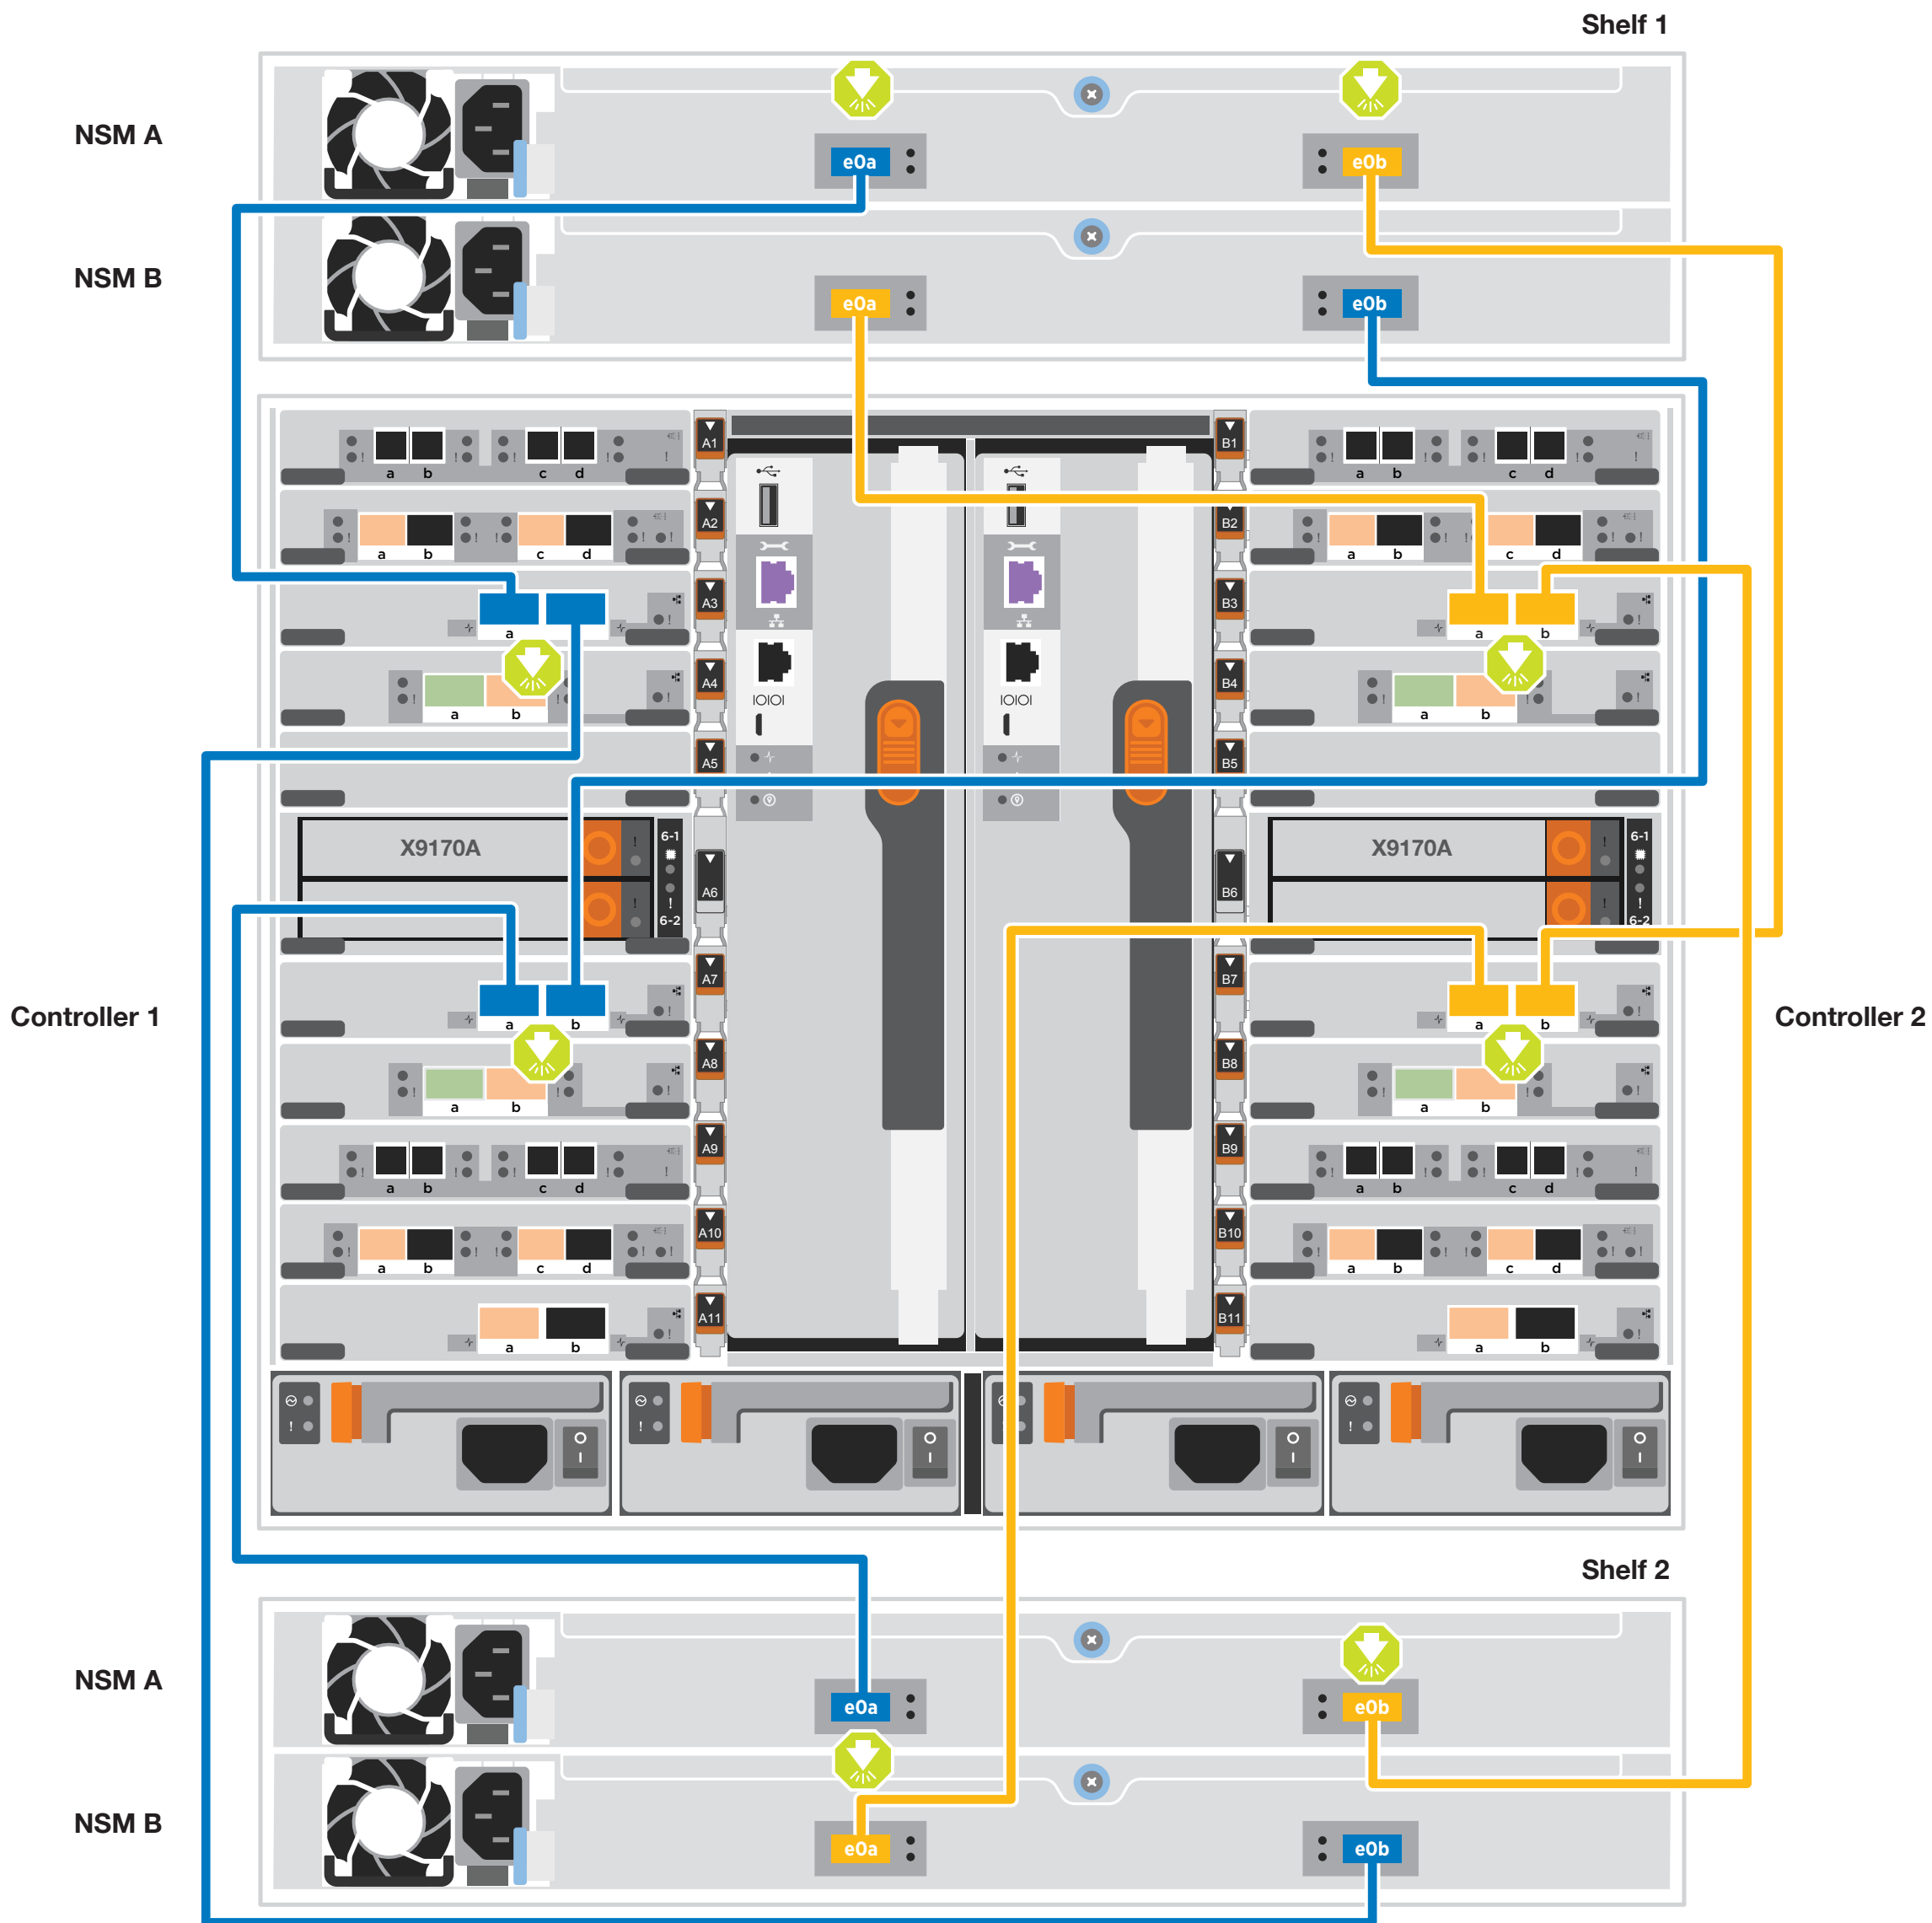 Shelf 1
NSM A
e0a e0b
NSM B
e0a e0b
A1 B1
a b c d a b c d
A2 B2
a b c d a b c d
A3 B3
a a b
A4 B4
a b a b
IOIOI IOIOI
A5 B5
X9170A 6-1 X9170A 6-1
A6 B6
6-2 6-2
A7 B7
Controller 1 Controller 2
a b a b
A8 B8
a b a b
A9 B9
a b c d a b c d
A10 B10
a b c d a b c d
A11 B11
a b a b
Shelf 2
NSM A
e0a e0b
NSM B
e0a e0b